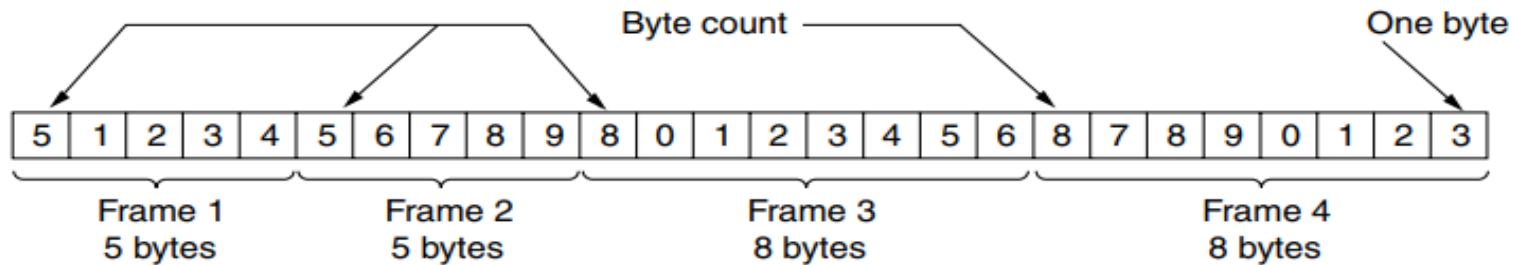 Byte count One byte
5 1 2 3 4 5 6 7 8 9 8 0 1 2 3 4 5 6 8 7 8 9 0 1 2 3
Frame 1 Frame 2 Frame 3 Frame 4
5 bytes 5 bytes 8 bytes 8 bytes